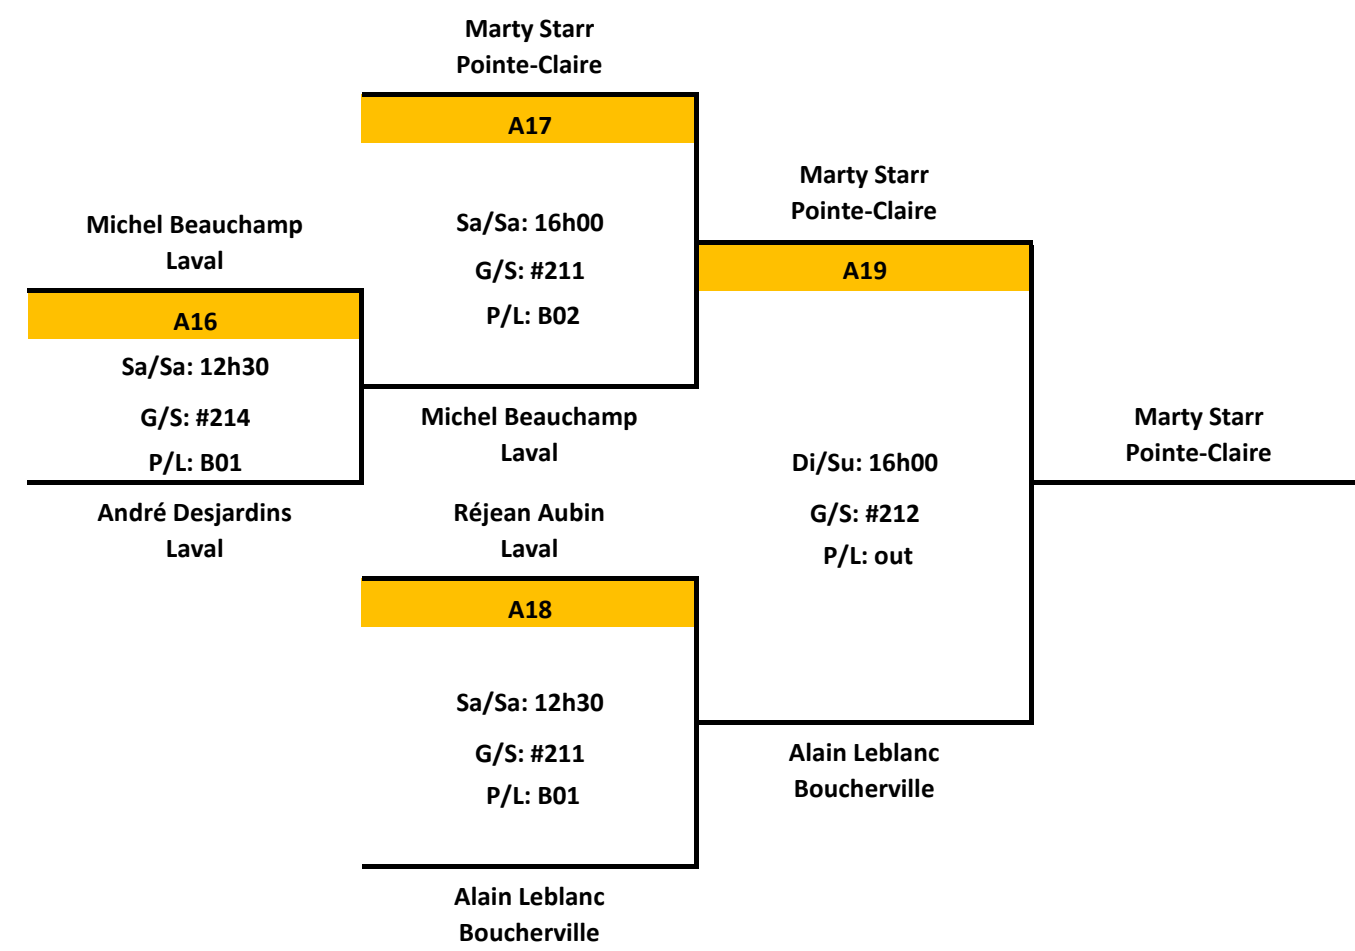 Marty Starr
Pointe-Claire
A17
Sa/Sa: 16h00
G/S: #211
P/L: B02
Michel Beauchamp
Laval
A16
Sa/Sa: 12h30
G/S: #214
P/L: B01
André Desjardins
Laval
Michel Beauchamp
Laval
Réjean Aubin
Laval
A18
Sa/Sa: 12h30
G/S: #211
P/L: B01
Alain Leblanc
Boucherville
Marty Starr
Pointe-Claire
A19
Di/Su: 16h00
G/S: #212
P/L: out
Alain Leblanc
Boucherville
Marty Starr
Pointe-Claire